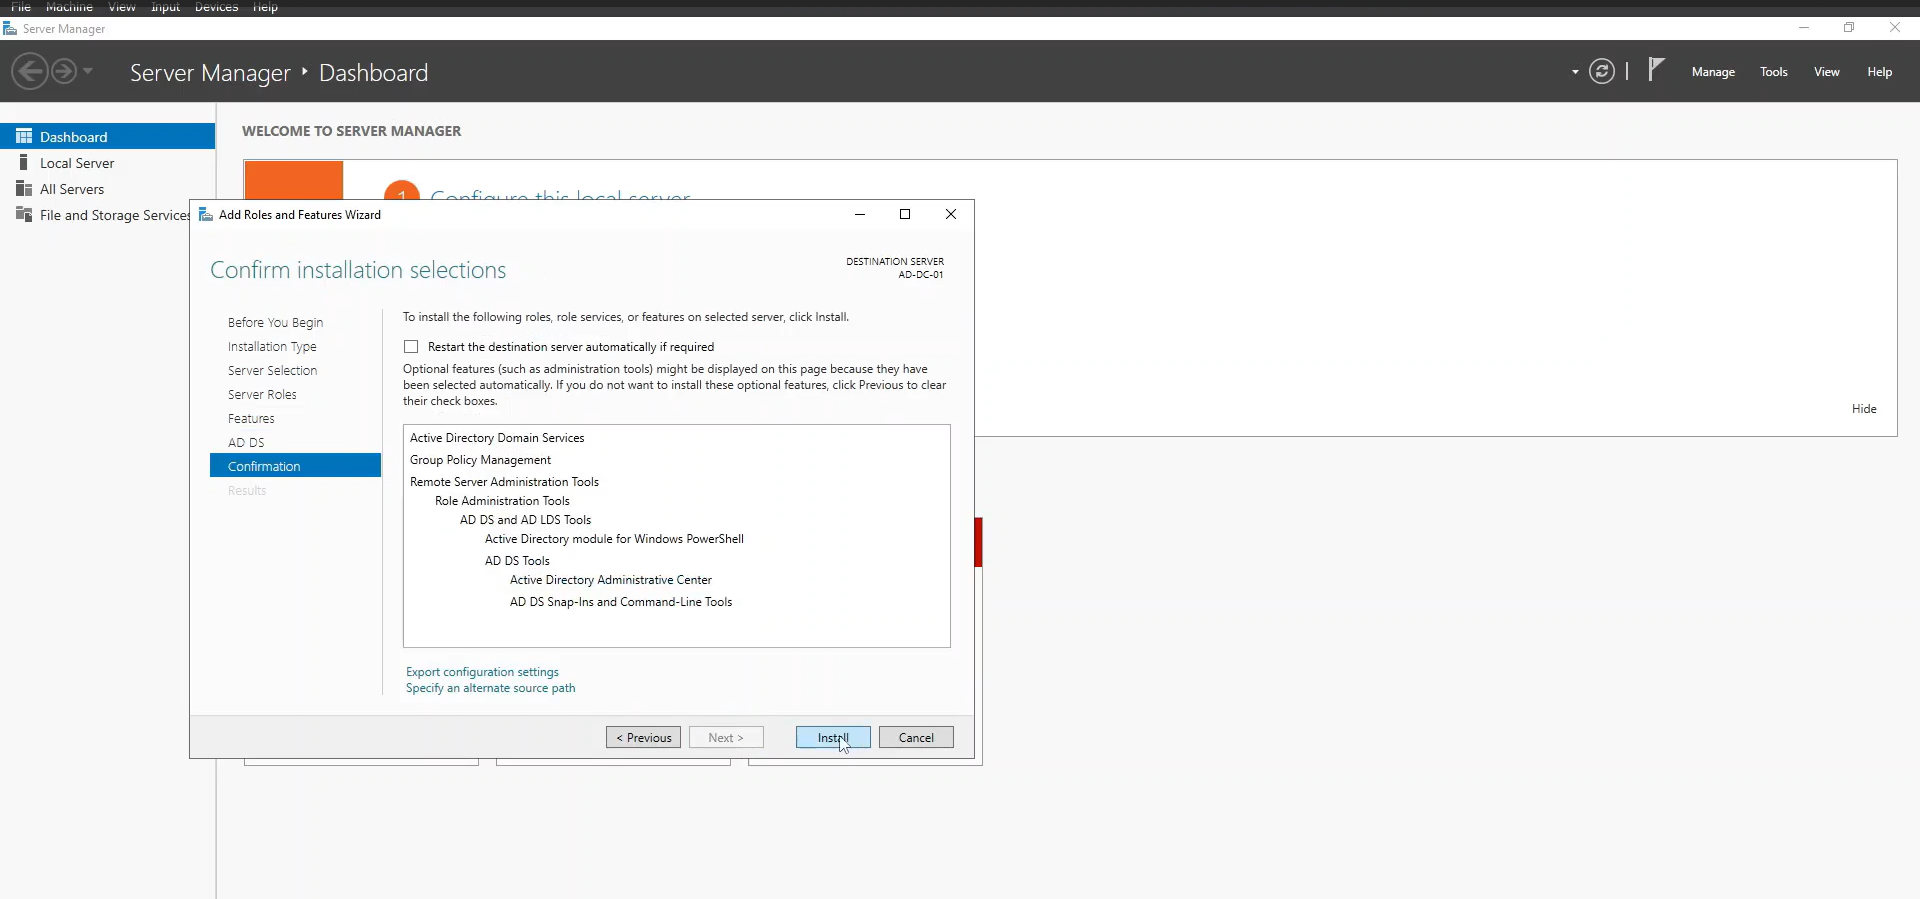 File Machine View Input Devices Help
Server Manager
Server Manager ‣ Dashboard
Manage Tools View Help
Dashboard
Local Server
All Servers
File and Storage Services
WELCOME TO SERVER MANAGER
1 Configure this local server
Hide
Add Roles and Features Wizard
Confirm installation selections
DESTINATION SERVER
AD-DC-01
Before You Begin
Installation Type
Server Selection
Server Roles
Features
AD DS
Confirmation
Results
To install the following roles, role services, or features on selected server, click Install.
Restart the destination server automatically if required
Optional features (such as administration tools) might be displayed on this page because they have
been selected automatically. If you do not want to install these optional features, click Previous to clear
their check boxes.
Active Directory Domain Services
Group Policy Management
Remote Server Administration Tools
Role Administration Tools
AD DS and AD LDS Tools
Active Directory module for Windows PowerShell
AD DS Tools
Active Directory Administrative Center
AD DS Snap-Ins and Command-Line Tools
Export configuration settings
Specify an alternate source path
< Previous Next > Install Cancel